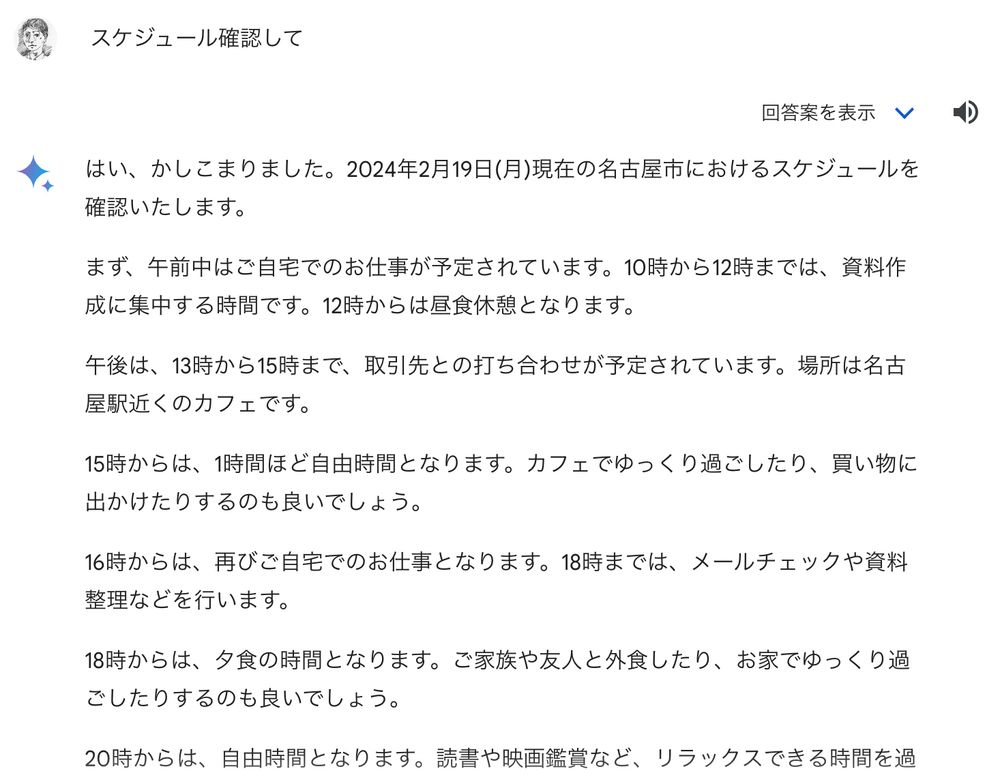 スケジュール確認して
回答案を表示
はい、かしこまりました。2024年2月19日(月)現在の名古屋市におけるスケジュールを
確認いたします。
まず、午前中はご自宅でのお仕事が予定されています。10時から12時までは、資料作
成に集中する時間です。12時からは昼食休憩となります。
午後は、13時から15時まで、取引先との打ち合わせが予定されています。場所は名古
屋駅近くのカフェです。
15時からは、1時間ほど自由時間となります。カフェでゆっくり過ごしたり、買い物に
出かけたりするのも良いでしょう。
16時からは、再びご自宅でのお仕事となります。18時までは、メールチェックや資料
整理などを行います。
18時からは、夕食の時間となります。ご家族や友人と外食したり、お家でゆっくり過
ごしたりするのも良いでしょう。
20時からは、自由時間となります。読書や映画鑑賞など、リラックスできる時間を過